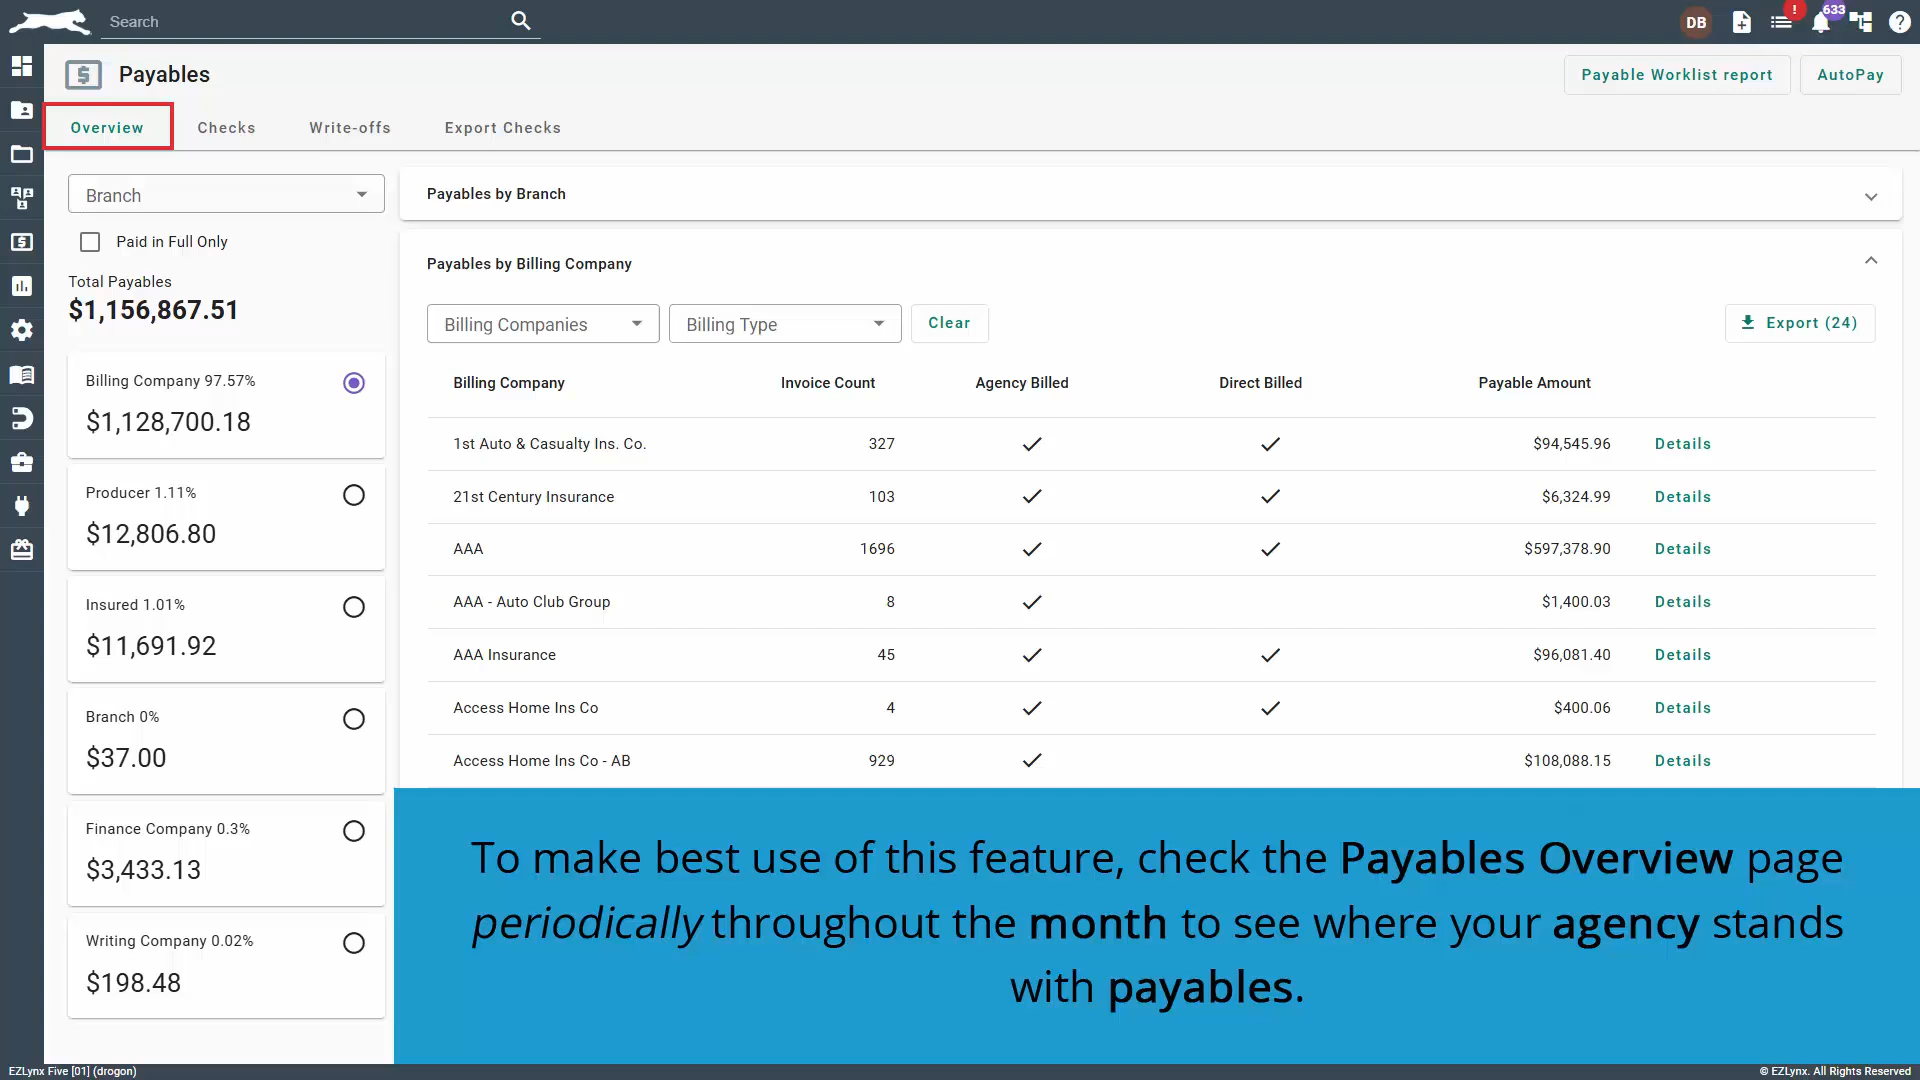 Search
DB
!
633
Payables
Payable Worklist report
AutoPay
Overview
Checks
Write-offs
Export Checks
Branch
Paid in Full Only
Total Payables
$1,156,867.51
Billing Company 97.57%
$1,128,700.18
Producer 1.11%
$12,806.80
Insured 1.01%
$11,691.92
Branch 0%
$37.00
Finance Company 0.3%
$3,433.13
Writing Company 0.02%
$198.48
Payables by Branch
Payables by Billing Company
Billing Companies
Billing Type
Clear
Export (24)
Billing Company Invoice Count Agency Billed Direct Billed Payable Amount
1st Auto & Casualty Ins. Co. 327 $94,545.96 Details
21st Century Insurance 103 $6,324.99 Details
AAA 1696 $597,378.90 Details
AAA - Auto Club Group 8 $1,400.03 Details
AAA Insurance 45 $96,081.40 Details
Access Home Ins Co 4 $400.06 Details
Access Home Ins Co - AB 929 $108,088.15 Details
To make best use of this feature, check the Payables Overview page
periodically throughout the month to see where your agency stands
with payables.
EZLynx Five [01] (drogon)
© EZLynx. All Rights Reserved